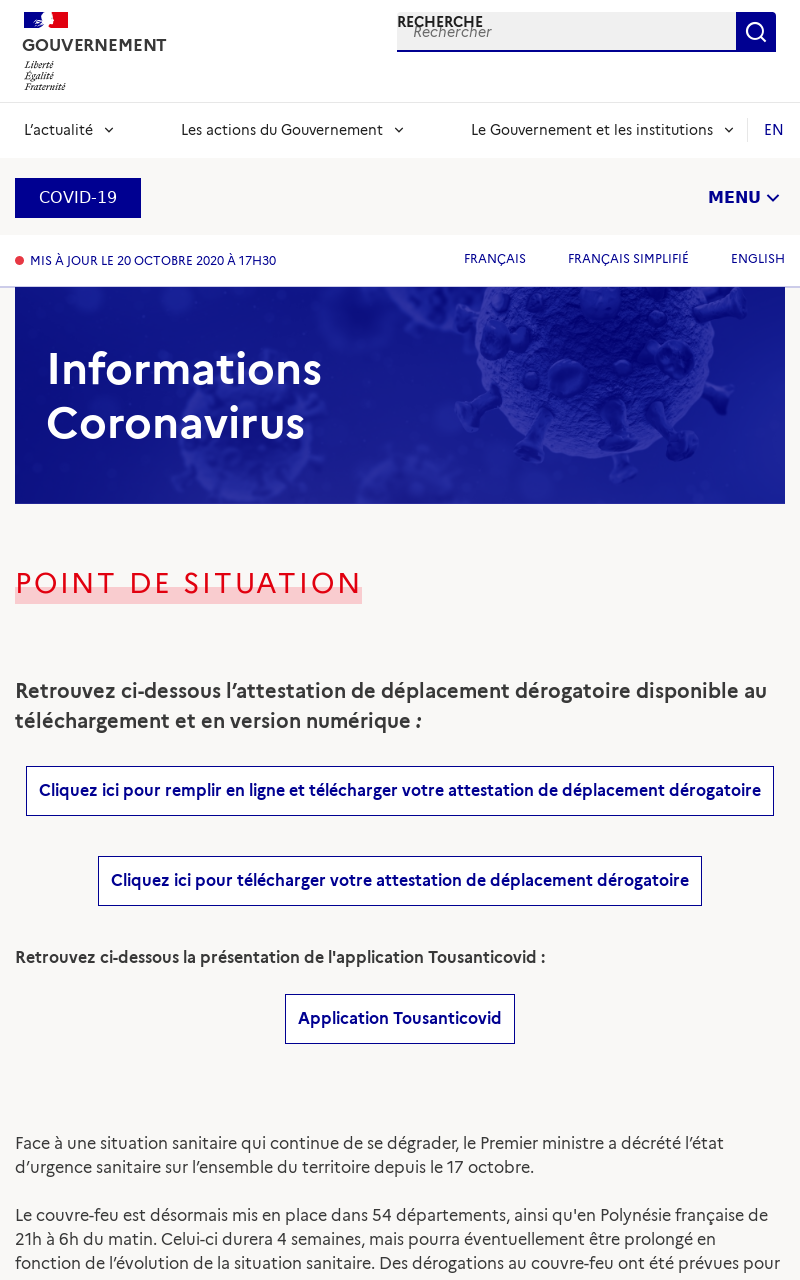 GOUVERNEMENT
Liberté
Égalité
Fraternité
RECHERCHE
Rechercher
L’actualité
Les actions du Gouvernement
Le Gouvernement et les institutions
EN
COVID-19
MENU
MIS À JOUR LE 20 OCTOBRE 2020 À 17H30
FRANÇAIS
FRANÇAIS SIMPLIFIÉ
ENGLISH
Informations
Coronavirus
POINT DE SITUATION
Retrouvez ci-dessous l’attestation de déplacement dérogatoire disponible au
téléchargement et en version numérique :
Cliquez ici pour remplir en ligne et télécharger votre attestation de déplacement dérogatoire
Cliquez ici pour télécharger votre attestation de déplacement dérogatoire
Retrouvez ci-dessous la présentation de l'application Tousanticovid :
Application Tousanticovid
Face à une situation sanitaire qui continue de se dégrader, le Premier ministre a décrété l’état
d’urgence sanitaire sur l’ensemble du territoire depuis le 17 octobre.
Le couvre-feu est désormais mis en place dans 54 départements, ainsi qu'en Polynésie française de
21h à 6h du matin. Celui-ci durera 4 semaines, mais pourra éventuellement être prolongé en
fonction de l’évolution de la situation sanitaire. Des dérogations au couvre-feu ont été prévues pour